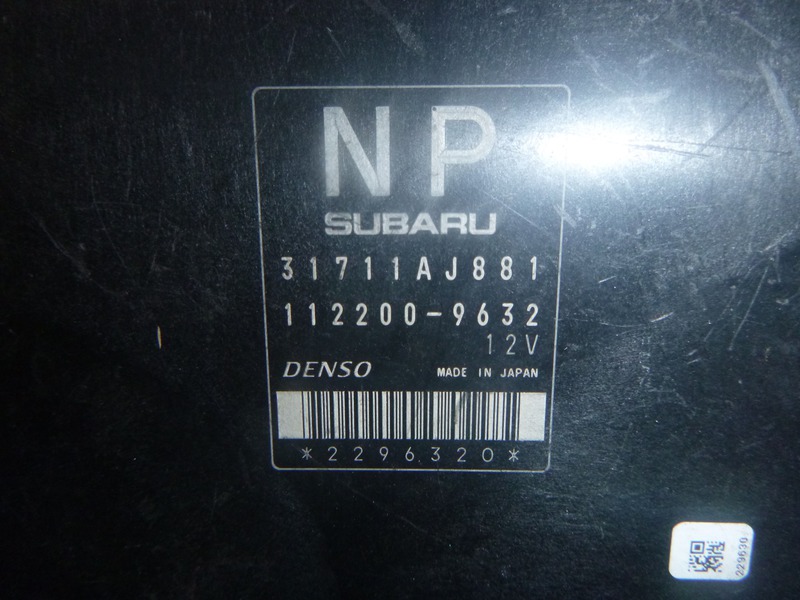 NP
SUBARU
31711AJ881
112200-9632
12V
DENSO MADE IN JAPAN
*2296320*
229630